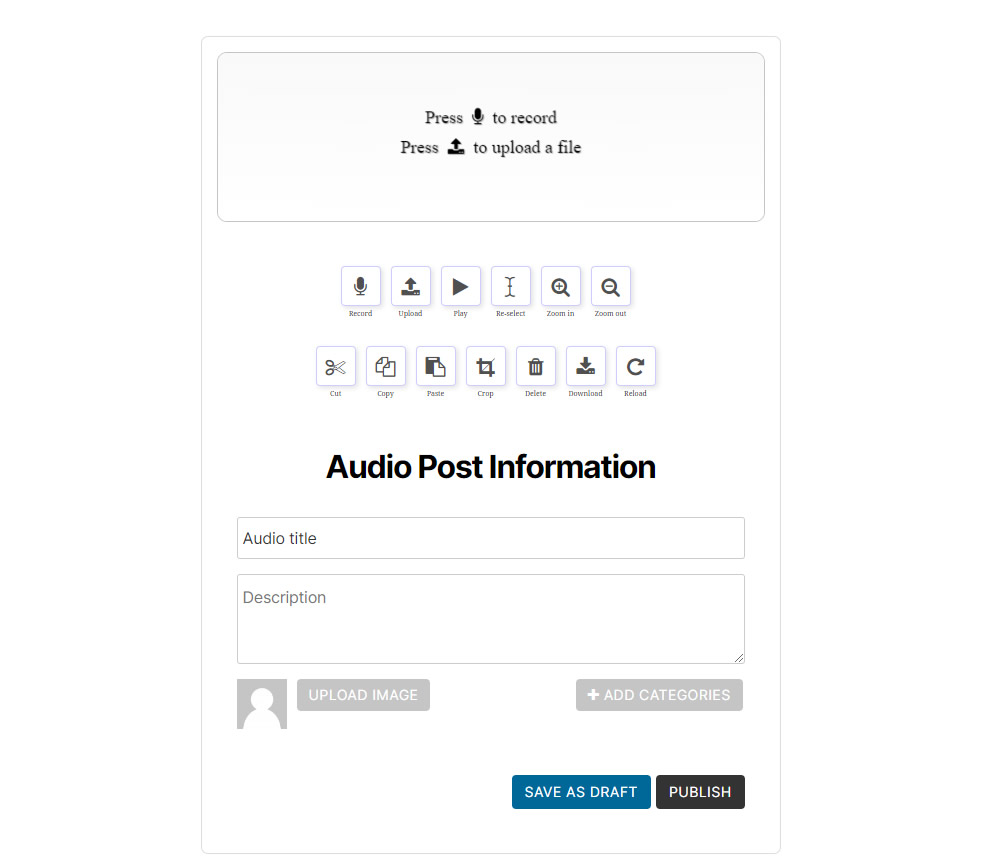 Press to record
Press to upload a file
Record Upload Play Re-select Zoom in Zoom out
Cut Copy Paste Crop Delete Download Reload
Audio Post Information
Audio title
Description
UPLOAD IMAGE ADD CATEGORIES
SAVE AS DRAFT PUBLISH